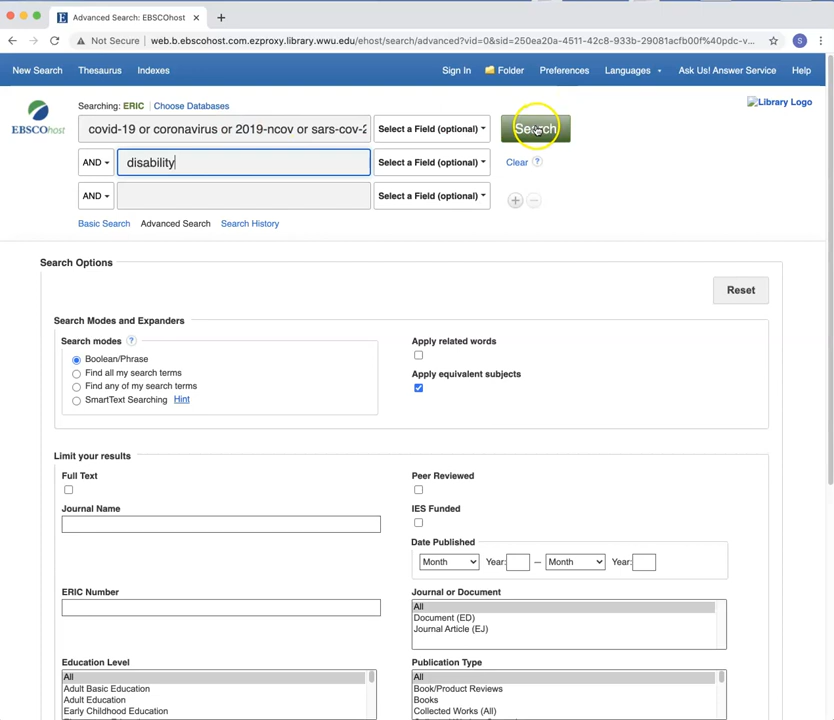 Advanced Search: EBSCOhost
Not Secure web.b.ebscohost.com.ezproxy.library.wwu.edu/ehost/search/advanced?vid=0&sid=250ea20a-4511-42c8-933b-29081acfb00f%40pdc-v...
S
New Search Thesaurus Indexes Sign In Folder Preferences Languages Ask Us! Answer Service Help
Searching: ERIC Choose Databases
Library Logo
EBSCOhost
covid-19 or coronavirus or 2019-ncov or sars-cov-2 Select a Field (optional) Search
AND disability Select a Field (optional) Clear ?
AND Select a Field (optional)
Basic Search Advanced Search Search History
Search Options
Reset
Search Modes and Expanders
Search modes ? Apply related words
Boolean/Phrase
Find all my search terms Apply equivalent subjects
Find any of my search terms
SmartText Searching Hint
Limit your results
Full Text Peer Reviewed
Journal Name IES Funded
Date Published
Month Year: – Month Year:
ERIC Number Journal or Document
All
Document (ED)
Journal Article (EJ)
Education Level Publication Type
All All
Adult Basic Education Book/Product Reviews
Adult Education Books
Early Childhood Education Collected Works (All)